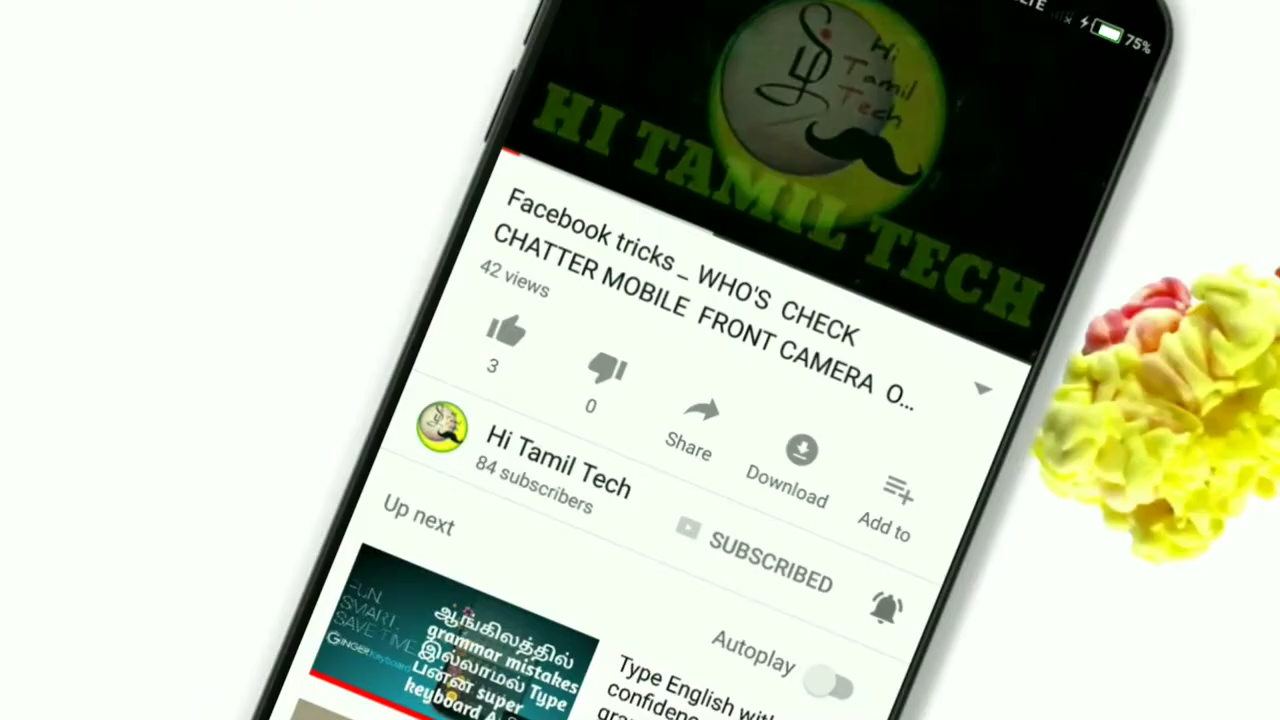 75%
ழ
Hi
Tamil
Tech
HI TAMIL TECH
Facebook tricks _ WHO'S CHECK
CHATTER MOBILE FRONT CAMERA O...
42 views
3
0
Share
Download
Add to
Hi Tamil Tech
84 subscribers
SUBSCRIBED
Up next
Autoplay
FUN.
SMART.
SAVE TIME.
GINGER Keyboard
ஆங்கிலத்தில்
grammar mistakes
இல்லாமல் Type
பண்ண super
keyboard
Type English with